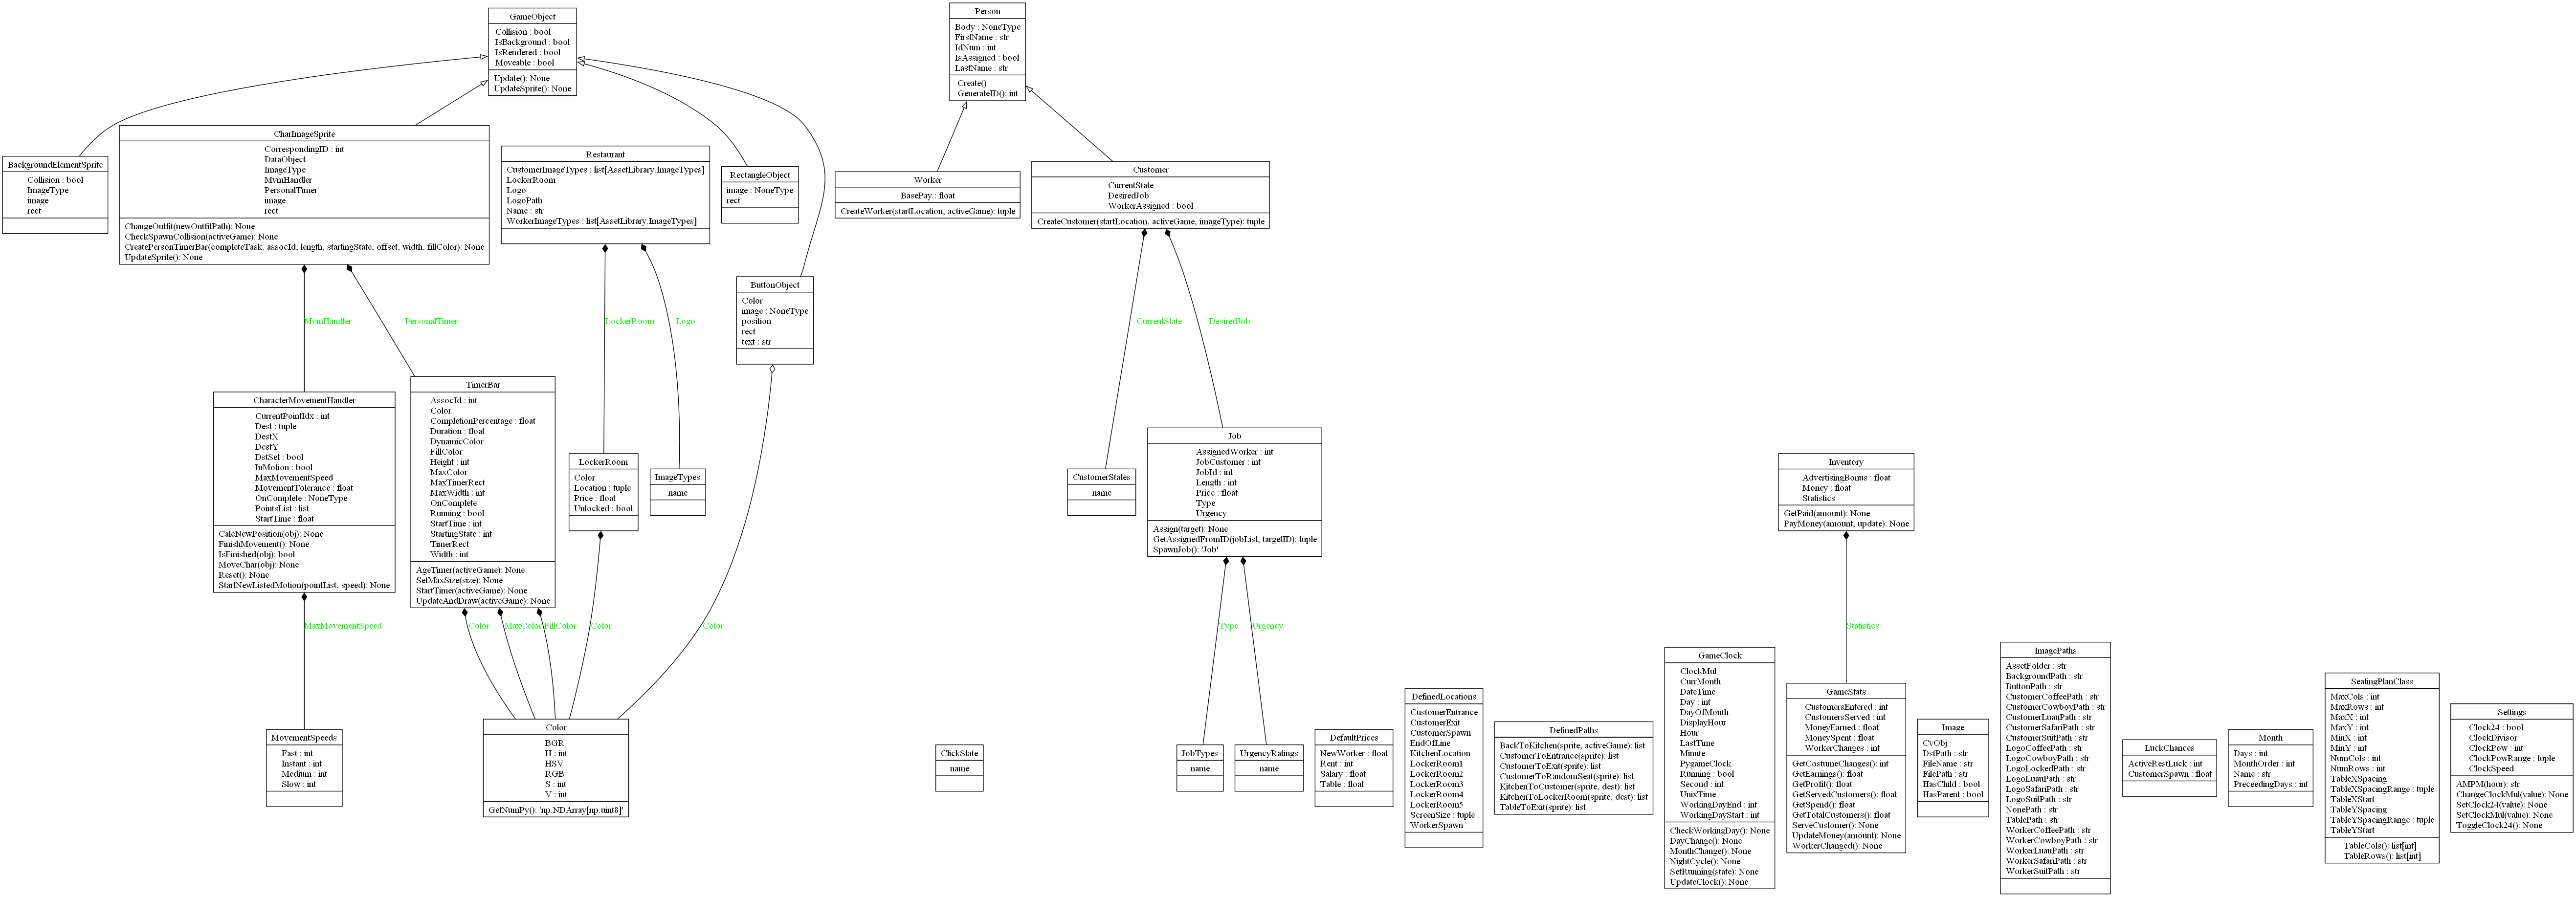 GameObject
Collision : bool
IsBackground : bool
IsRendered : bool
Moveable : bool
Update(): None
UpdateSprite(): None
Person
Body : NoneType
FirstName : str
IdNum : int
IsAssigned : bool
LastName : str
Create()
GenerateID(): int
BackgroundElementSprite
Collision : bool
ImageType
image
rect
CharImageSprite
CorrespondingID : int
DataObject
ImageType
MvmHandler
PersonalTimer
image
rect
ChangeOutfit(newOutfitPath): None
CheckSpawnCollision(activeGame): None
CreatePersonTimerBar(completeTask, assocId, length, startingState, offset, width, fillColor): None
UpdateSprite(): None
Restaurant
CustomerImageTypes : list[AssetLibrary.ImageTypes]
LockerRoom
Logo
LogoPath
Name : str
WorkerImageTypes : list[AssetLibrary.ImageTypes]
RectangleObject
image : NoneType
rect
Worker
BasePay : float
CreateWorker(startLocation, activeGame): tuple
Customer
CurrentState
DesiredJob
WorkerAssigned : bool
CreateCustomer(startLocation, activeGame, imageType): tuple
ButtonObject
Color
image : NoneType
position
rect
text : str
MvmHandler
PersonalTimer
LockerRoom
Logo
CurrentState
DesiredJob
CharacterMovementHandler
CurrentPointIdx : int
Dest : tuple
DestX
DestY
DstSet : bool
InMotion : bool
MaxMovementSpeed
MovementTolerance : float
OnComplete : NoneType
PointsList : list
StartTime : float
CalcNewPosition(obj): None
FinishMovement(): None
IsFinished(obj): bool
MoveChar(obj): None
Reset(): None
StartNewListedMotion(pointList, speed): None
TimerBar
AssocId : int
Color
CompletionPercentage : float
Duration : float
DynamicColor
FillColor
Height : int
MaxColor
MaxTimerRect
MaxWidth : int
OnComplete
Running : bool
StartTime : int
StartingState : int
TimerRect
Width : int
AgeTimer(activeGame): None
SetMaxSize(size): None
StartTimer(activeGame): None
UpdateAndDraw(activeGame): None
LockerRoom
Color
Location : tuple
Price : float
Unlocked : bool
ImageTypes
name
CustomerStates
name
Job
AssignedWorker : int
JobCustomer : int
JobId : int
Length : int
Price : float
Type
Urgency
Assign(target): None
GetAssignedFromID(jobList, targetID): tuple
SpawnJob(): 'Job'
Inventory
AdvertisingBonus : float
Money : float
Statistics
GetPaid(amount): None
PayMoney(amount, update): None
MaxMovementSpeed
Color
MaxColor
FillColor
Color
Color
Type
Urgency
Statistics
MovementSpeeds
Fast : int
Instant : int
Medium : int
Slow : int
Color
BGR
H : int
HSV
RGB
S : int
V : int
GetNumPy(): 'np.NDArray[np.uint8]'
ClickState
name
JobTypes
name
UrgencyRatings
name
DefaultPrices
NewWorker : float
Rent : int
Salary : float
Table : float
DefinedLocations
CustomerEntrance
CustomerExit
CustomerSpawn
EndOfLine
KitchenLocation
LockerRoom1
LockerRoom2
LockerRoom3
LockerRoom4
LockerRoom5
ScreenSize : tuple
WorkerSpawn
DefinedPaths
BackToKitchen(sprite, activeGame): list
CustomerToEntrance(sprite): list
CustomerToExit(sprite): list
CustomerToRandomSeat(sprite): list
KitchenToCustomer(sprite, dest): list
KitchenToLockerRoom(sprite, dest): list
TableToExit(sprite): list
GameClock
ClockMul
CurrMonth
DateTime
Day : int
DayOfMonth
DisplayHour
Hour
LastTime
Minute
PygameClock
Running : bool
Second : int
UnixTime
WorkingDayEnd : int
WorkingDayStart : int
CheckWorkingDay(): None
DayChange(): None
MonthChange(): None
NightCycle(): None
SetRunning(state): None
UpdateClock(): None
GameStats
CustomersEntered : int
CustomersServed : int
MoneyEarned : float
MoneySpent : float
WorkerChanges : int
GetCostumeChanges(): int
GetEarnings(): float
GetProfit(): float
GetServedCustomers(): float
GetSpend(): float
GetTotalCustomers(): float
ServeCustomer(): None
UpdateMoney(amount): None
WorkerChanged(): None
Image
CvObj
DstPath : str
FileName : str
FilePath : str
HasChild : bool
HasParent : bool
ImagePaths
AssetFolder : str
BackgroundPath : str
ButtonPath : str
CustomerCoffeePath : str
CustomerCowboyPath : str
CustomerLuauPath : str
CustomerSafariPath : str
CustomerSuitPath : str
LogoCoffeePath : str
LogoCowboyPath : str
LogoLockedPath : str
LogoLuauPath : str
LogoSafariPath : str
LogoSuitPath : str
NonePath : str
TablePath : str
WorkerCoffeePath : str
WorkerCowboyPath : str
WorkerLuauPath : str
WorkerSafariPath : str
WorkerSuitPath : str
LuckChances
ActiveRestLuck : int
CustomerSpawn : float
Month
Days : int
MonthOrder : int
Name : str
PreceedingDays : int
SeatingPlanClass
MaxCols : int
MaxRows : int
MaxX : int
MaxY : int
MinX : int
MinY : int
NumCols : int
NumRows : int
TableXSpacing
TableXSpacingRange : tuple
TableXStart
TableYSpacing
TableYSpacingRange : tuple
TableYStart
TableCols(): list[int]
TableRows(): list[int]
Settings
Clock24 : bool
ClockDivisor
ClockPow : int
ClockPowRange : tuple
ClockSpeed
AMPM(hour): str
ChangeClockMul(value): None
SetClock24(value): None
SetClockMul(value): None
ToggleClock24(): None